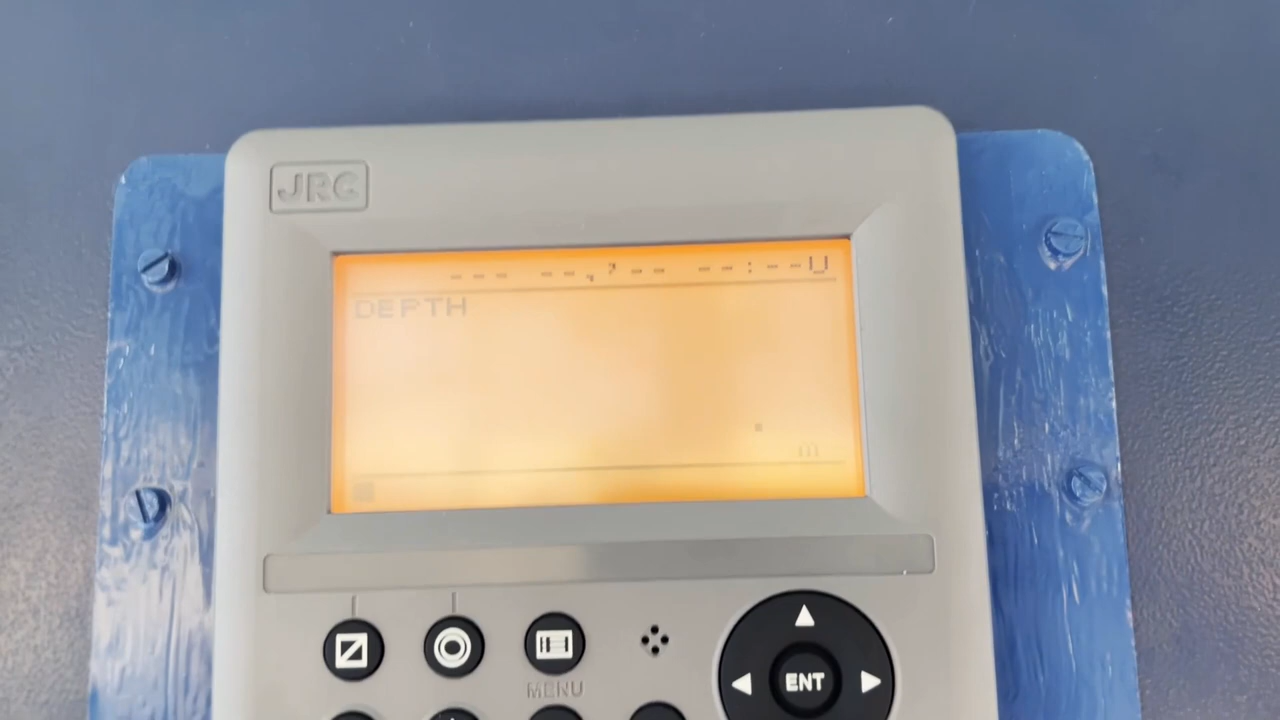 JRC
--- --.?-- --:--U
DEPTH
.
m
MENU
ENT